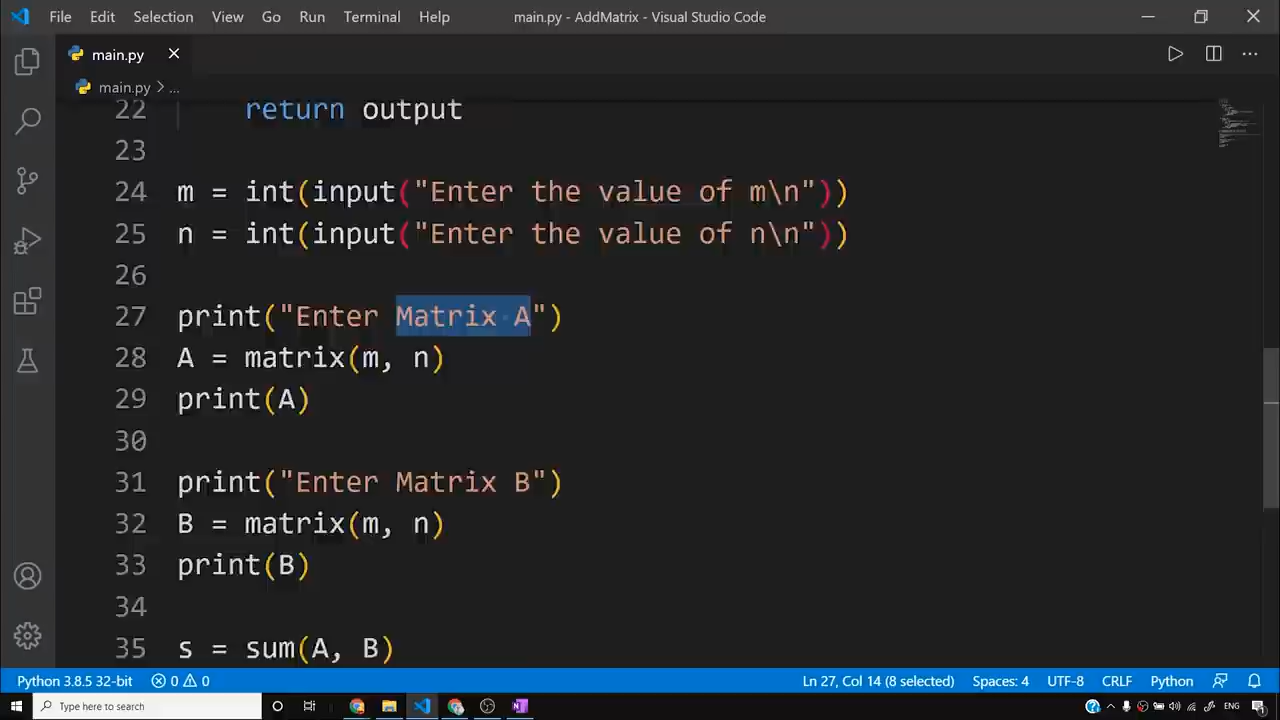 File Edit Selection View Go Run Terminal Help main.py - AddMatrix - Visual Studio Code
main.py
main.py > ...
22 return output
23
24 m = int(input("Enter the value of m\n"))
25 n = int(input("Enter the value of n\n"))
26
27 print("Enter Matrix A")
28 A = matrix(m, n)
29 print(A)
30
31 print("Enter Matrix B")
32 B = matrix(m, n)
33 print(B)
34
35 s = sum(A, B)
Python 3.8.5 32-bit 0 0 Ln 27, Col 14 (8 selected) Spaces: 4 UTF-8 CRLF Python
Type here to search ENG